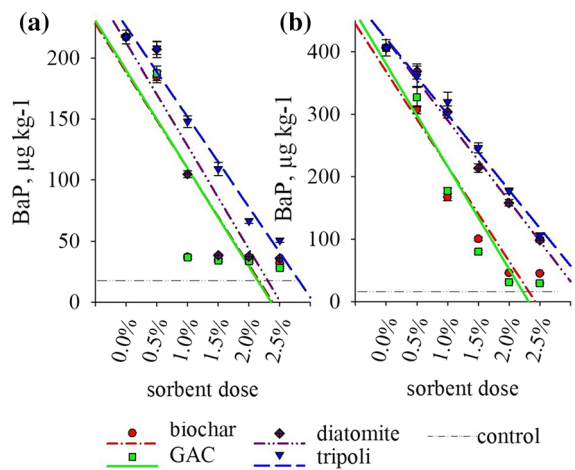 (a)
(b)
200
150
100
50
0
BaP, µg kg-1
0.0%
0.5%
1.0%
1.5%
2.0%
2.5%
sorbent dose
400
300
200
100
0
BaP, µg kg-1
0.0%
0.5%
1.0%
1.5%
2.0%
2.5%
sorbent dose
biochar
diatomite
control
GAC
tripoli